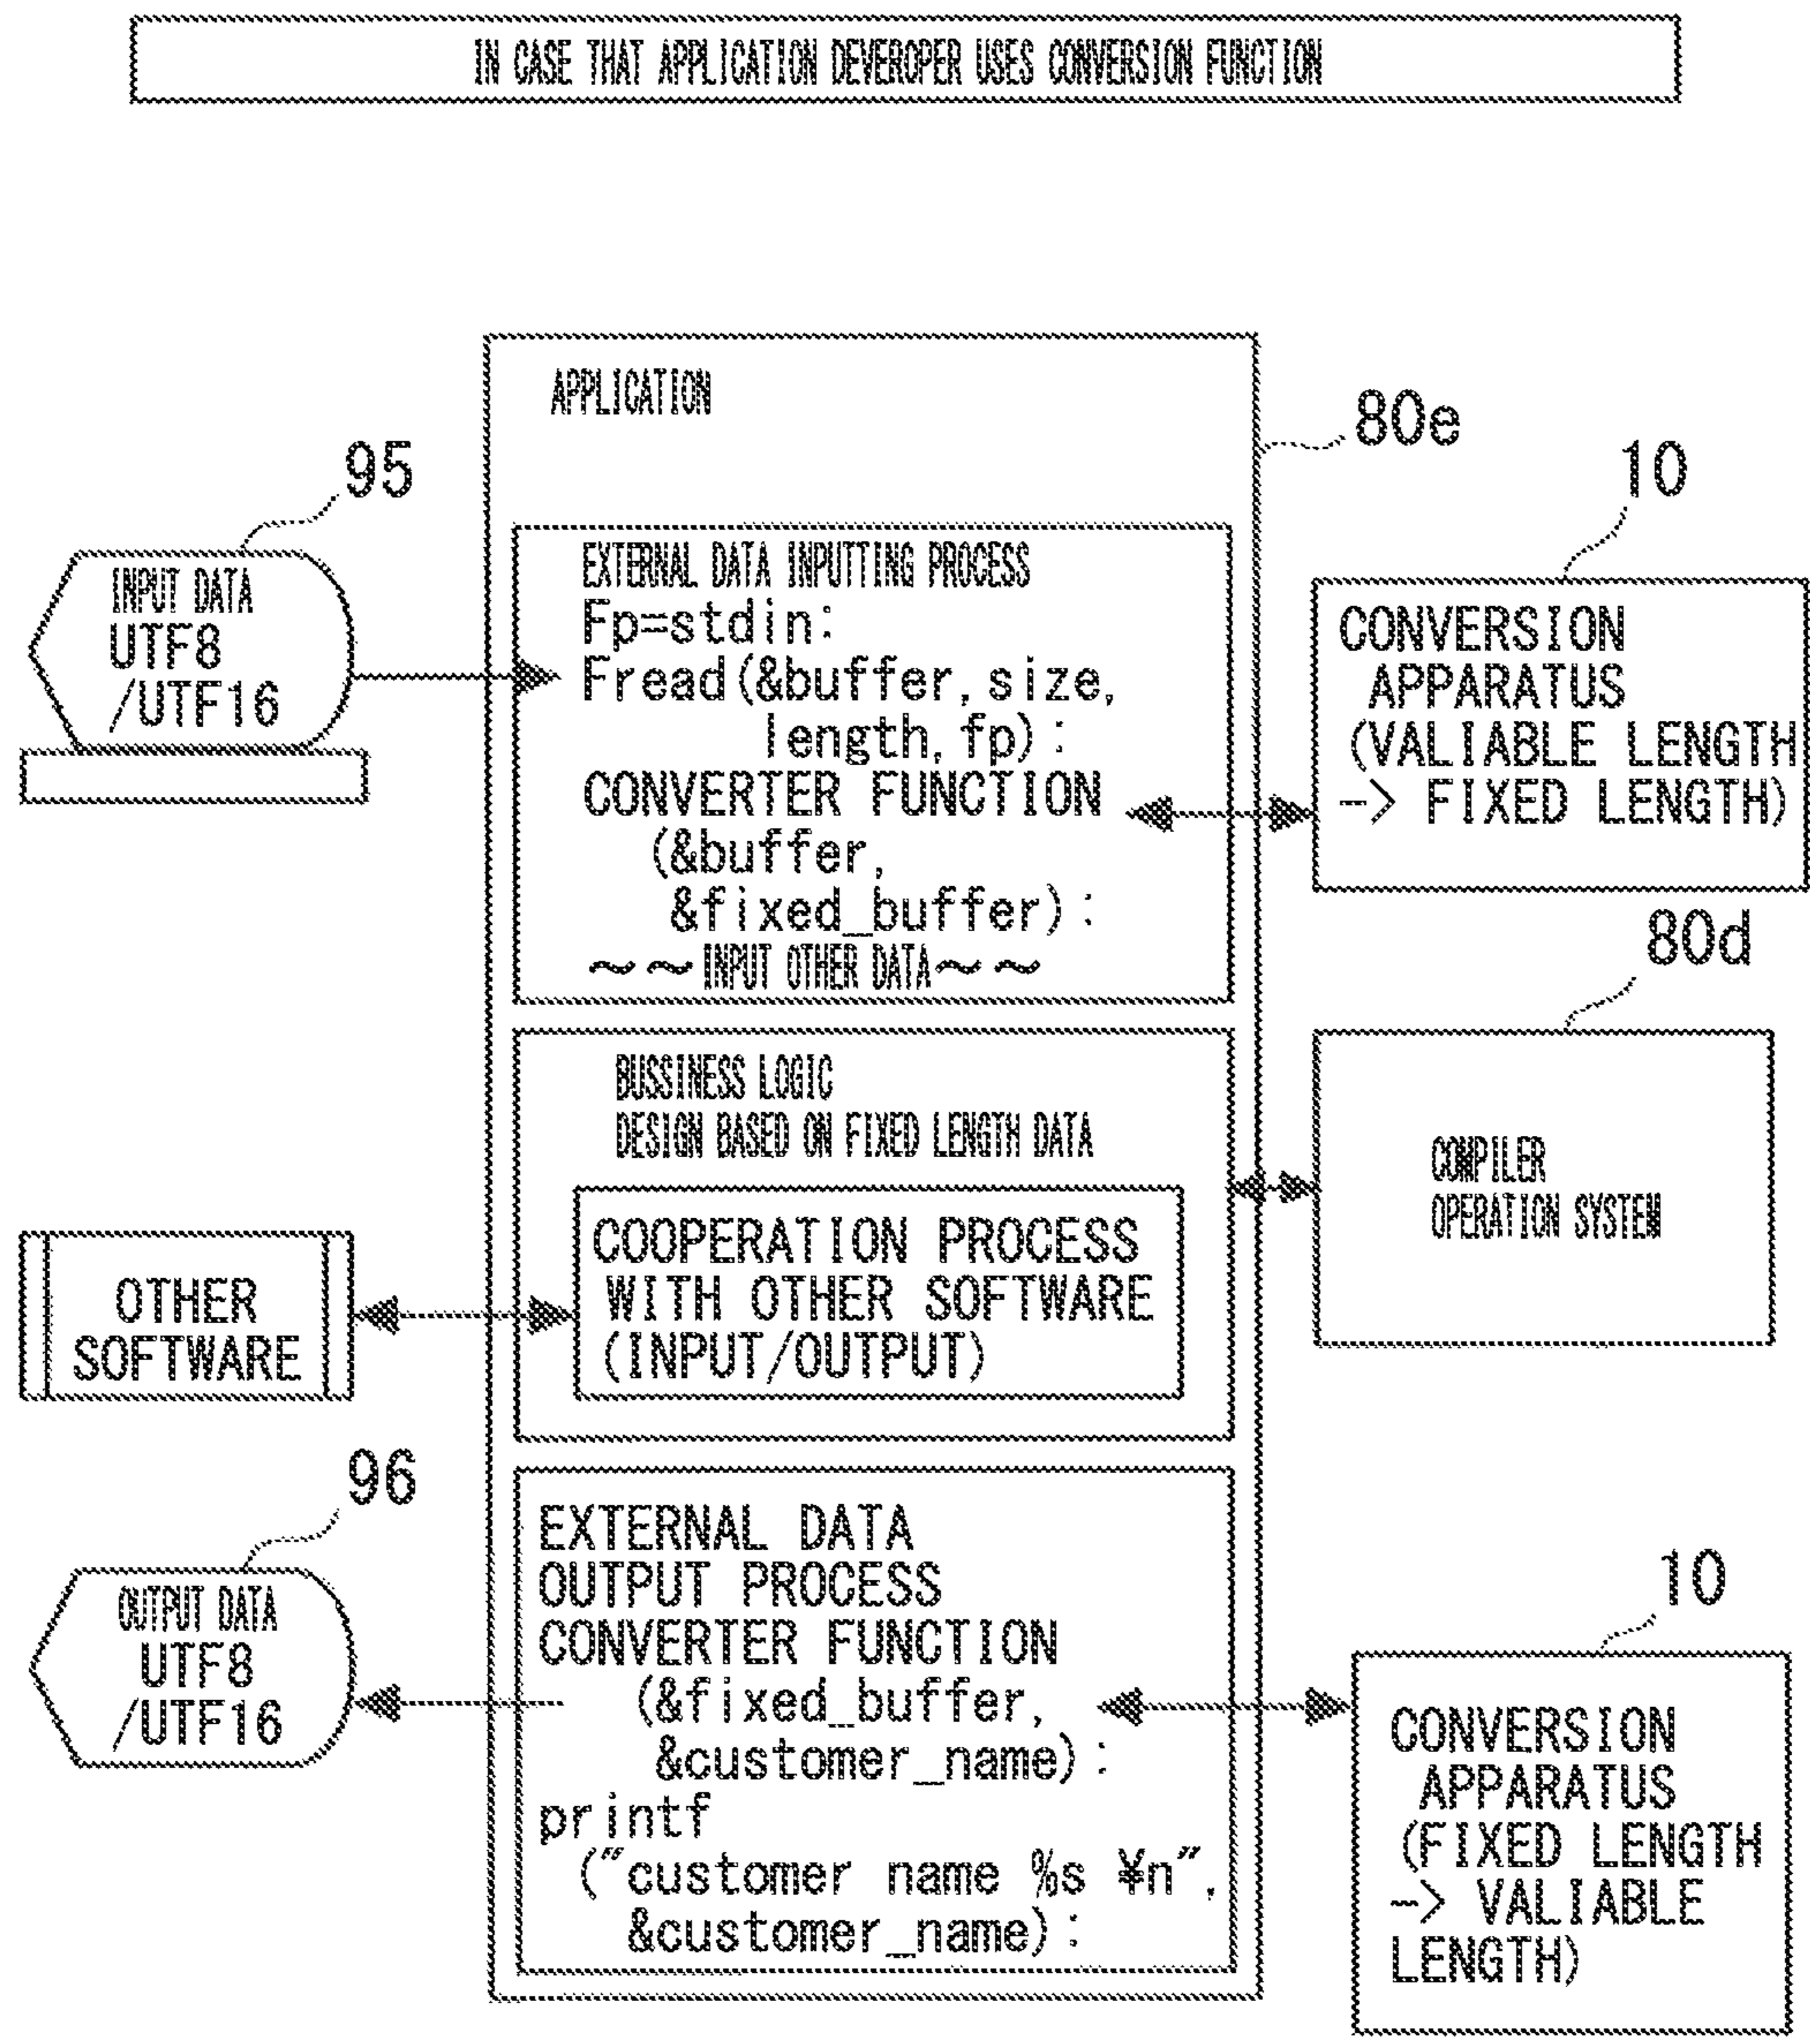 IN CASE THAT APPLICATION DEVEROPER USES CONVERSION FUNCTION
APPLICATION
80e
95
INPUT DATA
UTF8
/UTF16
EXTERNAL DATA INPUTTING PROCESS
Fp=stdin:
Fread(&buffer,size,
length,fp):
CONVERTER FUNCTION
(&buffer,
&fixed_buffer):
~~INPUT OTHER DATA~~
10
CONVERSION
APPARATUS
(VALIABLE LENGTH
-> FIXED LENGTH)
80d
BUSSINESS LOGIC
DESIGN BASED ON FIXED LENGTH DATA
COMPILER
OPERATION SYSTEM
OTHER
SOFTWARE
COOPERATION PROCESS
WITH OTHER SOFTWARE
(INPUT/OUTPUT)
96
OUTPUT DATA
UTF8
/UTF16
EXTERNAL DATA
OUTPUT PROCESS
CONVERTER FUNCTION
(&fixed_buffer,
&customer_name):
printf
("customer name %s ¥n",
&customer_name):
10
CONVERSION
APPARATUS
(FIXED LENGTH
-> VALIABLE
LENGTH)